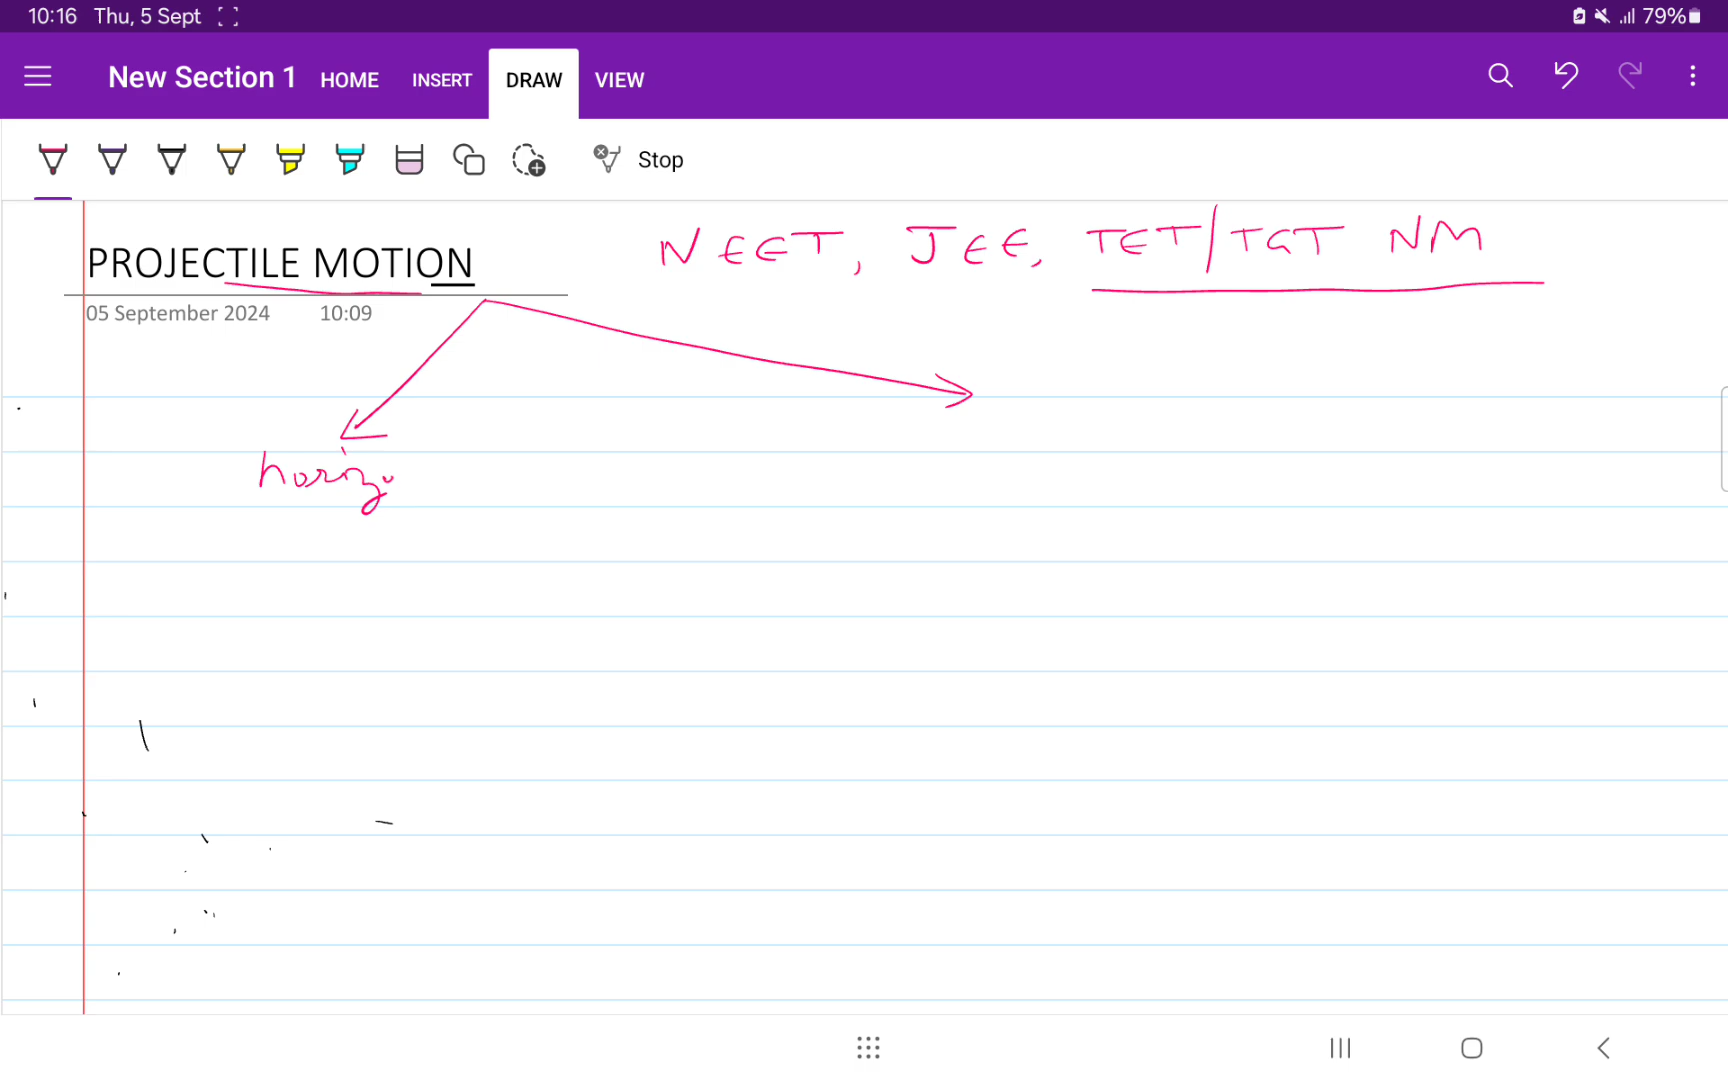 10:16 Thu, 5 Sept 79%
New Section 1 HOME INSERT DRAW VIEW
Stop
PROJECTILE MOTION
NEET, JEE, TET/TGT NM
05 September 2024 10:09
horizo